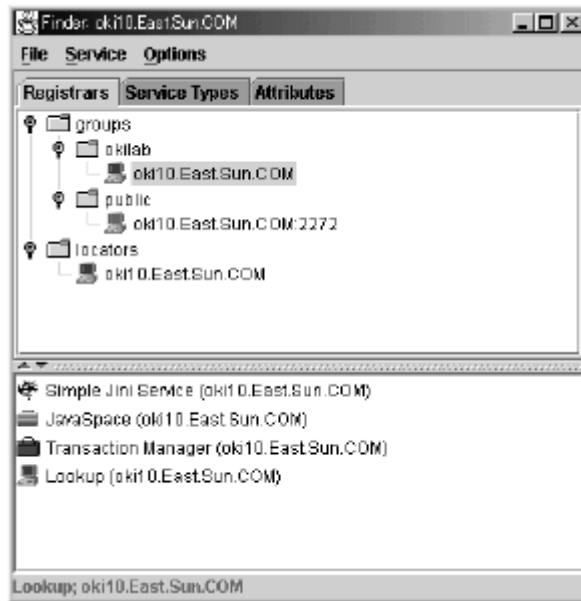 Finder: oki10.East.Sun.COM
File Service Options
Registrars Service Types Attributes
groups
okilab
oki10.East.Sun.COM
public
oki10.East.Sun.COM:2272
locators
oki10.East.Sun.COM
Simple Jini Service (oki10.East.Sun.COM)
JavaSpace (oki10.East.Sun.COM)
Transaction Manager (oki10.East.Sun.COM)
Lookup (oki10.East.Sun.COM)
Lookup; oki10.East.Sun.COM